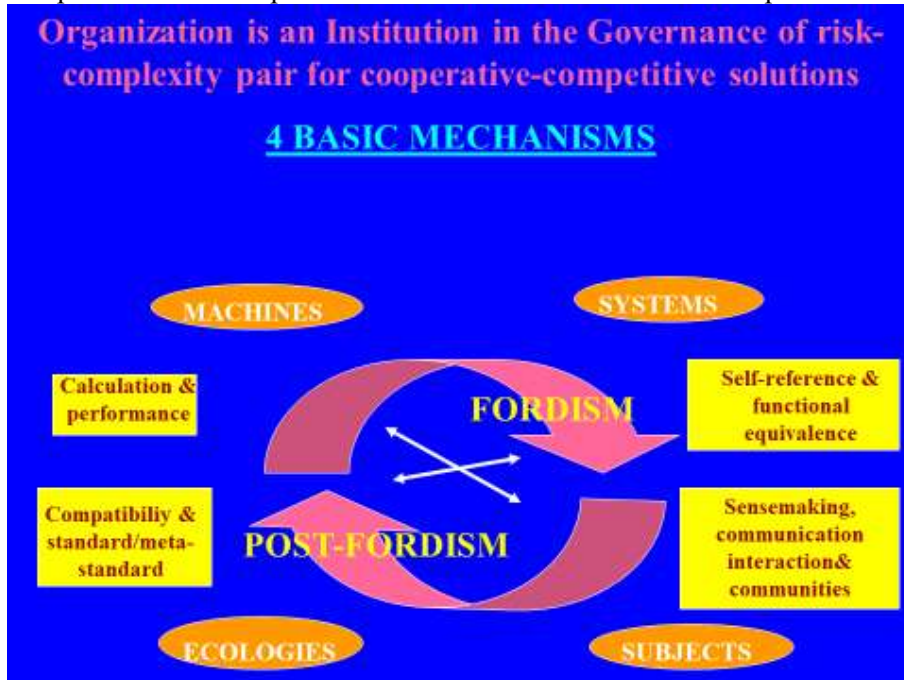 Organization is an Institution in the Governance of risk-
complexity pair for cooperative-competitive solutions
4 BASIC MECHANISMS
MACHINES
SYSTEMS
Calculation &
performance
FORDISM
Self-reference &
functional
equivalence
Compatibiliy &
standard/meta-
standard
POST-FORDISM
Sensemaking,
communication
interaction&
communities
ECOLOGIES
SUBJECTS